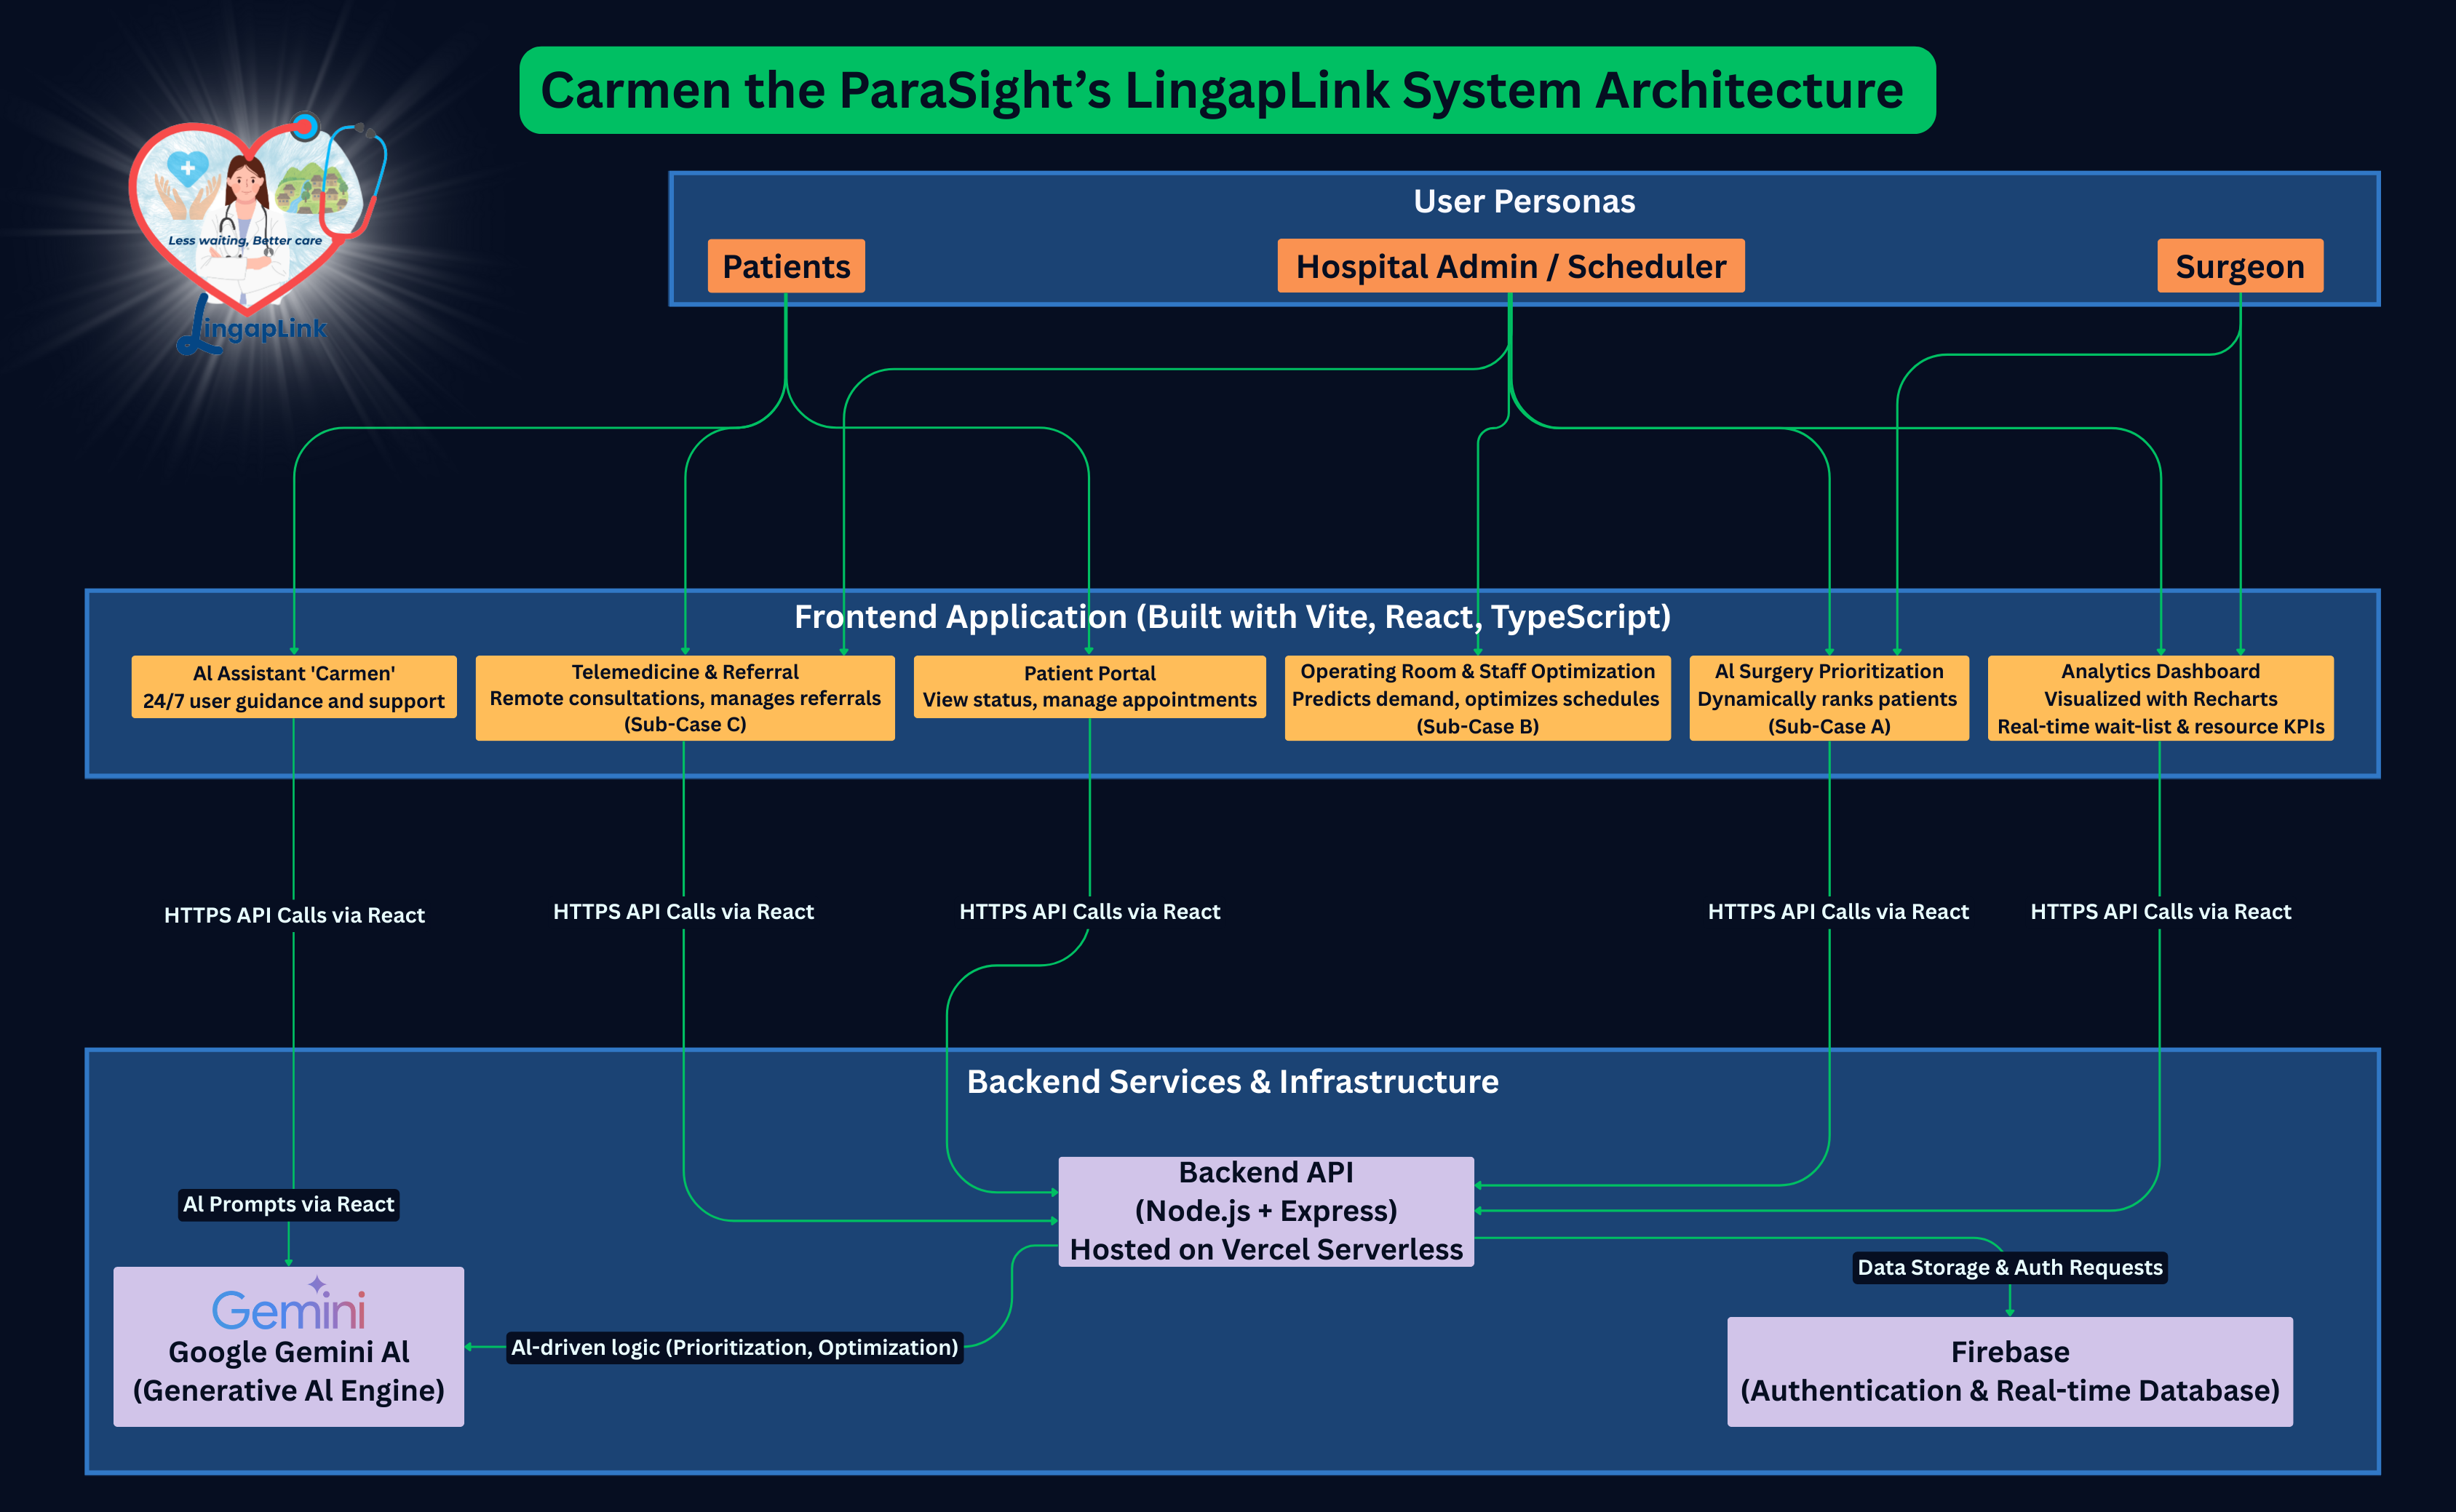 Carmen the ParaSight’s LingapLink System Architecture
Less waiting, Better care
LingapLink
User Personas
Patients
Hospital Admin / Scheduler
Surgeon
Frontend Application (Built with Vite, React, TypeScript)
AI Assistant 'Carmen'
24/7 user guidance and support
Telemedicine & Referral
Remote consultations, manages referrals
(Sub-Case C)
Patient Portal
View status, manage appointments
Operating Room & Staff Optimization
Predicts demand, optimizes schedules
(Sub-Case B)
AI Surgery Prioritization
Dynamically ranks patients
(Sub-Case A)
Analytics Dashboard
Visualized with Recharts
Real-time wait-list & resource KPIs
HTTPS API Calls via React
HTTPS API Calls via React
HTTPS API Calls via React
HTTPS API Calls via React
HTTPS API Calls via React
Backend Services & Infrastructure
Backend API
(Node.js + Express)
Hosted on Vercel Serverless
AI Prompts via React
Gemini
Google Gemini AI
(Generative AI Engine)
AI-driven logic (Prioritization, Optimization)
Data Storage & Auth Requests
Firebase
(Authentication & Real-time Database)